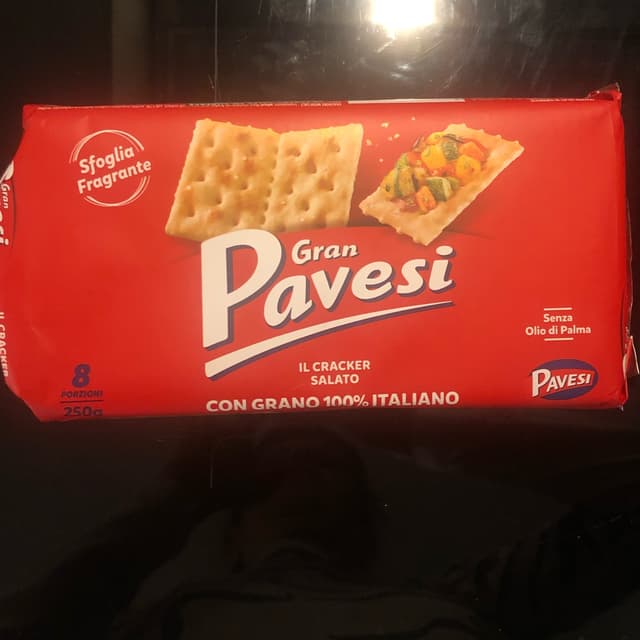 Sfoglia
Fragrante
Gran
Pavesi
IL CRACKER
SALATO
CON GRANO 100% ITALIANO
8
PORZIONI
250g
Senza
Olio di Palma
PAVESI
Gran
IL CRACKER